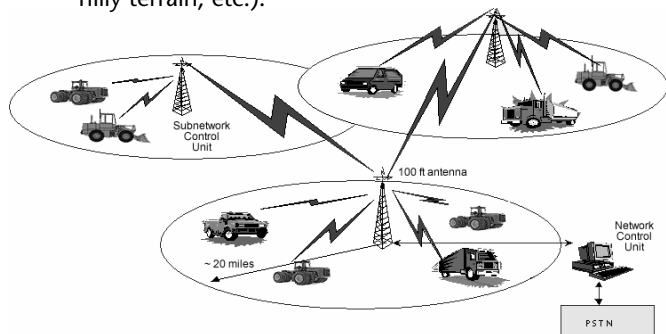 hilly terrain, etc.).
Subnetwork
Control
Unit
100 ft antenna
Network
Control
Unit
~ 20 miles
PSTN